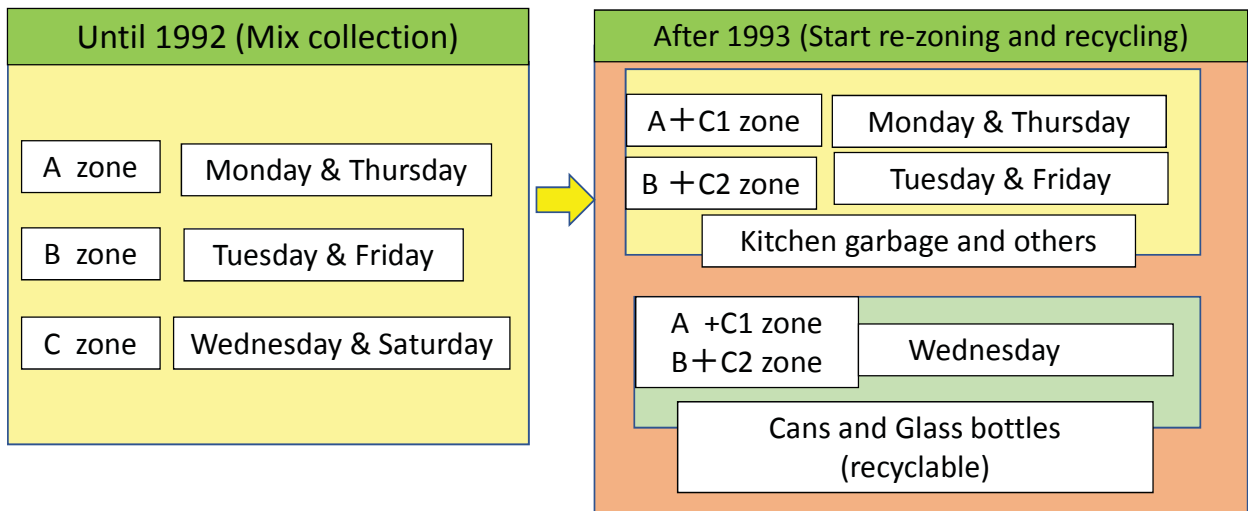 Until 1992 (Mix collection)
A zone
Monday & Thursday
B zone
Tuesday & Friday
C zone
Wednesday & Saturday
After 1993 (Start re-zoning and recycling)
A＋C1 zone
Monday & Thursday
B＋C2 zone
Tuesday & Friday
Kitchen garbage and others
A +C1 zone
B＋C2 zone
Wednesday
Cans and Glass bottles
(recyclable)